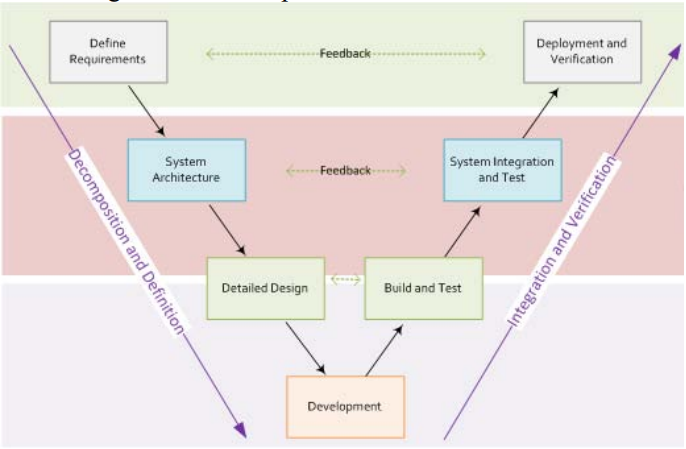 Define
Requirements
Feedback
Deployment and
Verification
System
Architecture
Feedback
System Integration
and Test
Decomposition and Definition
Integration and Verification
Detailed Design
Build and Test
Development